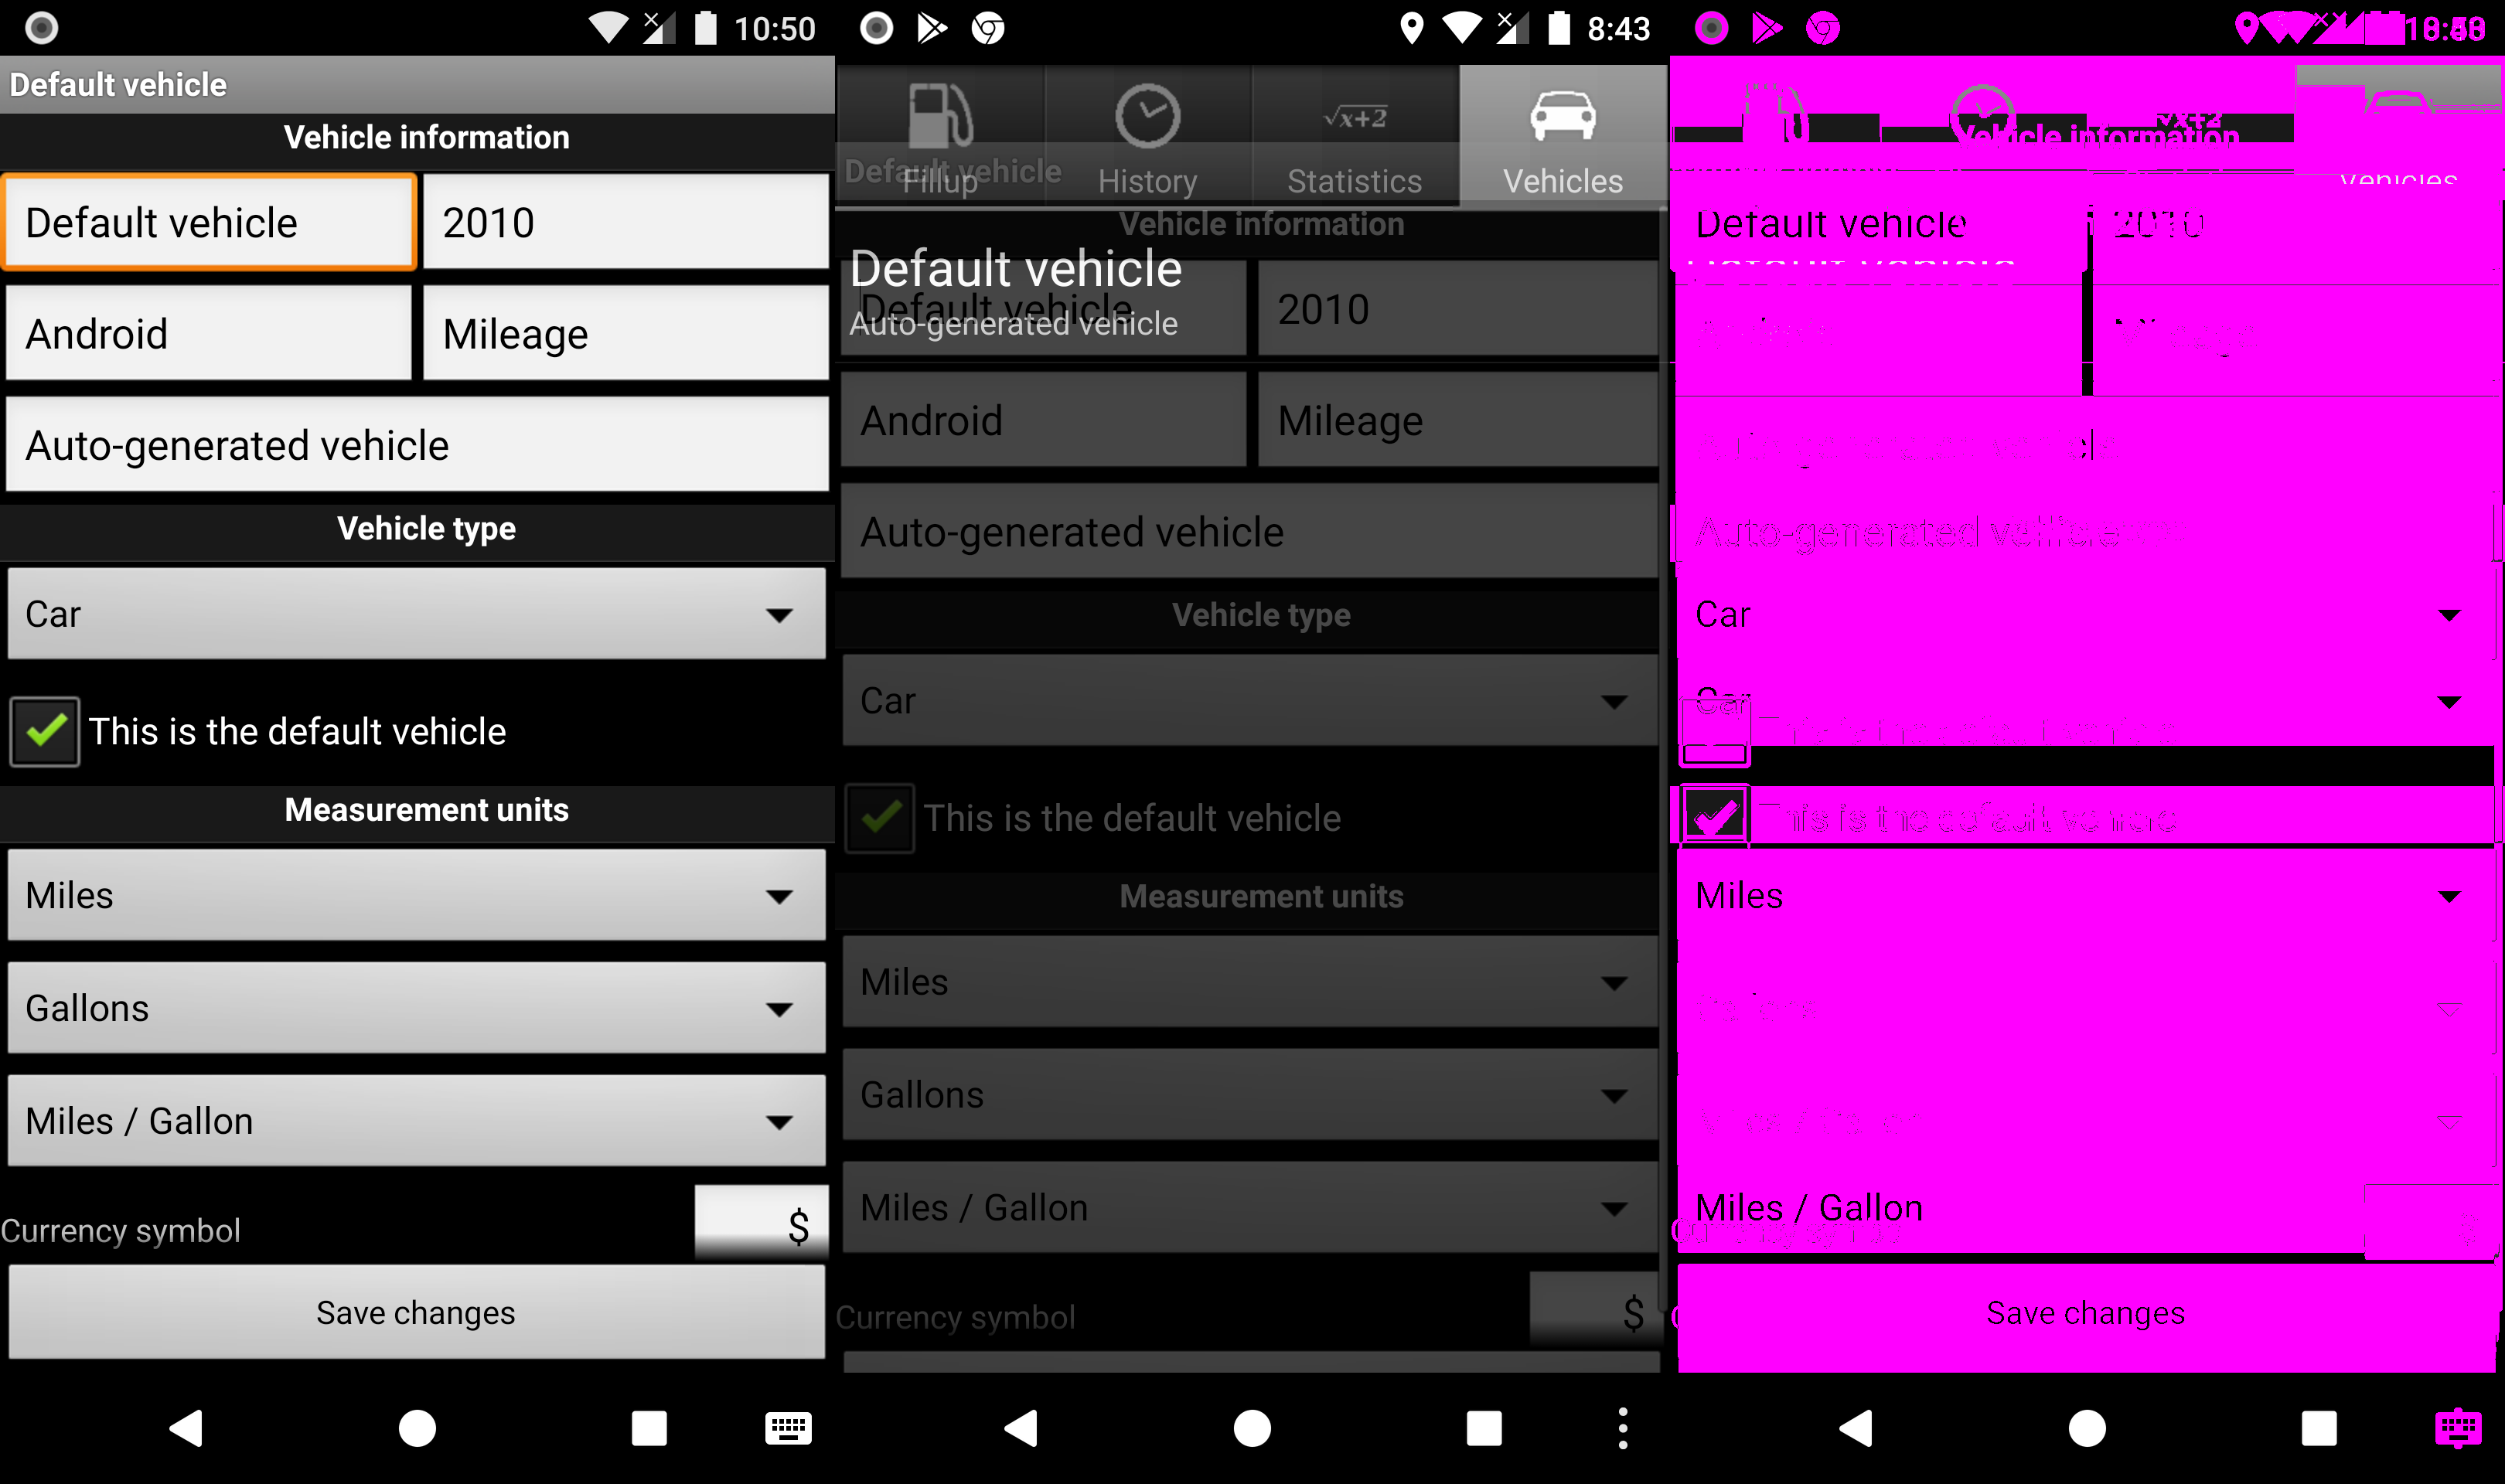 10:50
Default vehicle
Vehicle information
Default vehicle
2010
Android
Mileage
Auto-generated vehicle
Vehicle type
Car
This is the default vehicle
Measurement units
Miles
Gallons
Miles / Gallon
Currency symbol
$
Save changes
8:43
√x+2
Fillup
History
Statistics
Vehicles
Default vehicle
Vehicle information
Default vehicle
Auto-generated vehicle
Default vehicle
2010
Android
Mileage
Auto-generated vehicle
Vehicle type
Car
This is the default vehicle
Measurement units
Miles
Gallons
Miles / Gallon
Currency symbol
$
√x+2
Vehicle information
Vehicles
Default vehicle
2010
Auto-generated vehicle
Car
Car
This is the default vehicle
Miles
Miles / Gallon
Currency symbol
Save changes